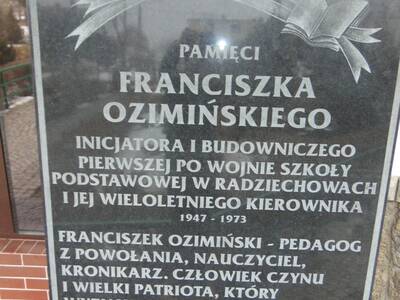 PAMIĘCI
FRANCISZKA
OZIMIŃSKIEGO
INICJATORA I BUDOWNICZEGO
PIERWSZEJ PO WOJNIE SZKOŁY
PODSTAWOWEJ W RADZIECHOWACH
I JEJ WIELOLETNIEGO KIEROWNIKA
1947 - 1973
FRANCISZEK OZIMIŃSKI - PEDAGOG
Z POWOŁANIA, NAUCZYCIEL,
KRONIKARZ. CZŁOWIEK CZYNU
I WIELKI PATRIOTA, KTÓRY